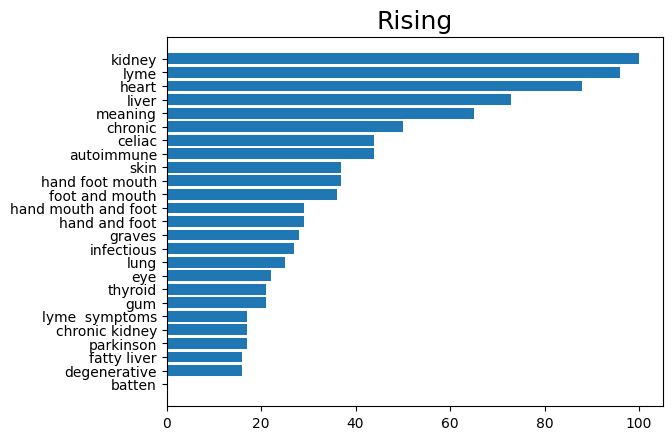 Rising
kidney
lyme
heart
liver
meaning
chronic
celiac
autoimmune
skin
hand foot mouth
foot and mouth
hand mouth and foot
hand and foot
graves
infectious
lung
eye
thyroid
gum
lyme  symptoms
chronic kidney
parkinson
fatty liver
degenerative
batten
0 20 40 60 80 100